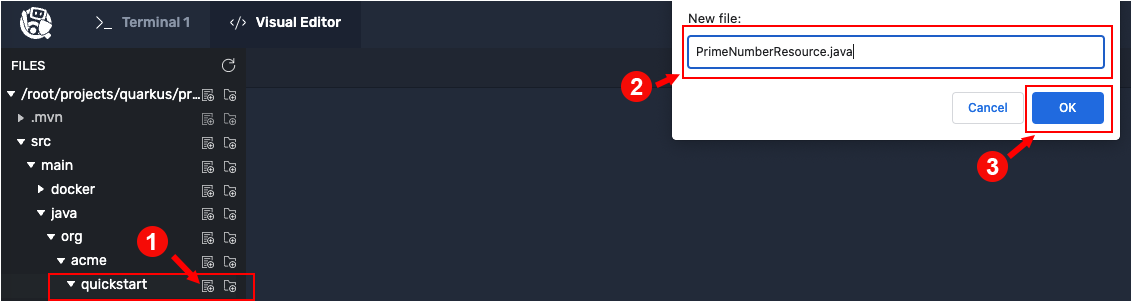 Terminal 1
Visual Editor
New file:
PrimeNumberResource.java
2
Cancel
OK
3
FILES
/root/projects/quarkus/pr...
.mvn
src
main
docker
java
org
1
acme
quickstart